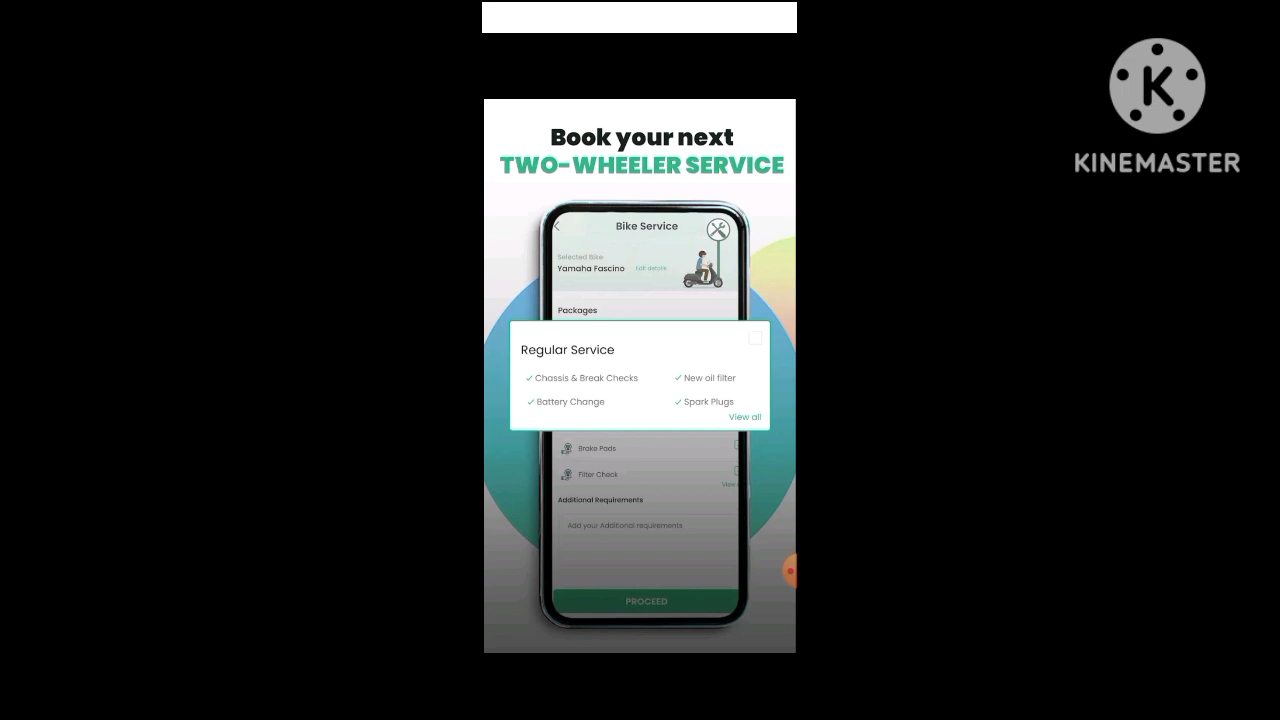 Book your next
TWO-WHEELER SERVICE
KINEMASTER
Bike Service
Selected Bike
Yamaha Fascino Edit details
Packages
Regular Service
Chassis & Break Checks New oil filter
Battery Change Spark Plugs
View all
Brake Pads
Filter Check
View
Additional Requirements
Add your Additional requirements
PROCEED